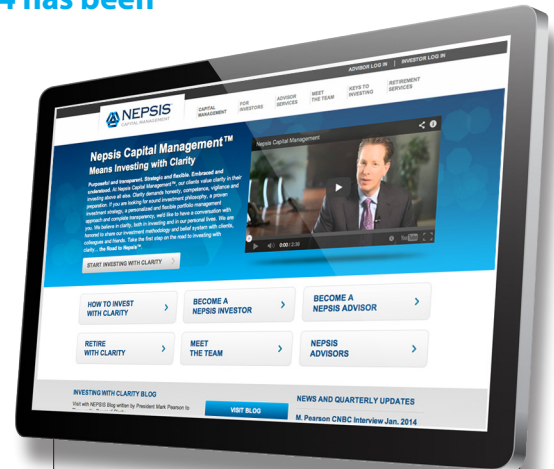 4 has been
ADVISOR LOG IN | INVESTOR LOG IN
NEPSIS
CAPITAL MANAGEMENT
CAPITAL MANAGEMENT
FOR INVESTORS
ADVISOR SERVICES
MEET THE TEAM
KEYS TO INVESTING
RETIREMENT SERVICES
Nepsis Capital Management™
Means Investing with Clarity
Purposeful and transparent. Strategic and flexible. Embraced and
understood. At Nepsis Capital Management™, our clients value clarity in their
investing above all else. Clarity demands honesty, competence, vigilance and
preparation. If you are looking for sound investment philosophy, a proven
investment strategy, a personalized and flexible portfolio management
approach and complete transparency, we'd like to have a conversation with
you. We believe in clarity, both in investing and in our personal lives. We are
honored to share our investment methodology and belief system with clients,
colleagues and friends. Take the first step on the road to investing with
clarity... the Road to Nepsis™.
START INVESTING WITH CLARITY
Nepsis Capital Management
0:00 / 2:38
YouTube
HOW TO INVEST
WITH CLARITY
BECOME A
NEPSIS INVESTOR
BECOME A
NEPSIS ADVISOR
RETIRE
WITH CLARITY
MEET
THE TEAM
NEPSIS
ADVISORS
INVESTING WITH CLARITY BLOG
Visit with NEPSIS Blog written by President Mark Pearson to
VISIT BLOG
NEWS AND QUARTERLY UPDATES
M. Pearson CNBC Interview Jan. 2014